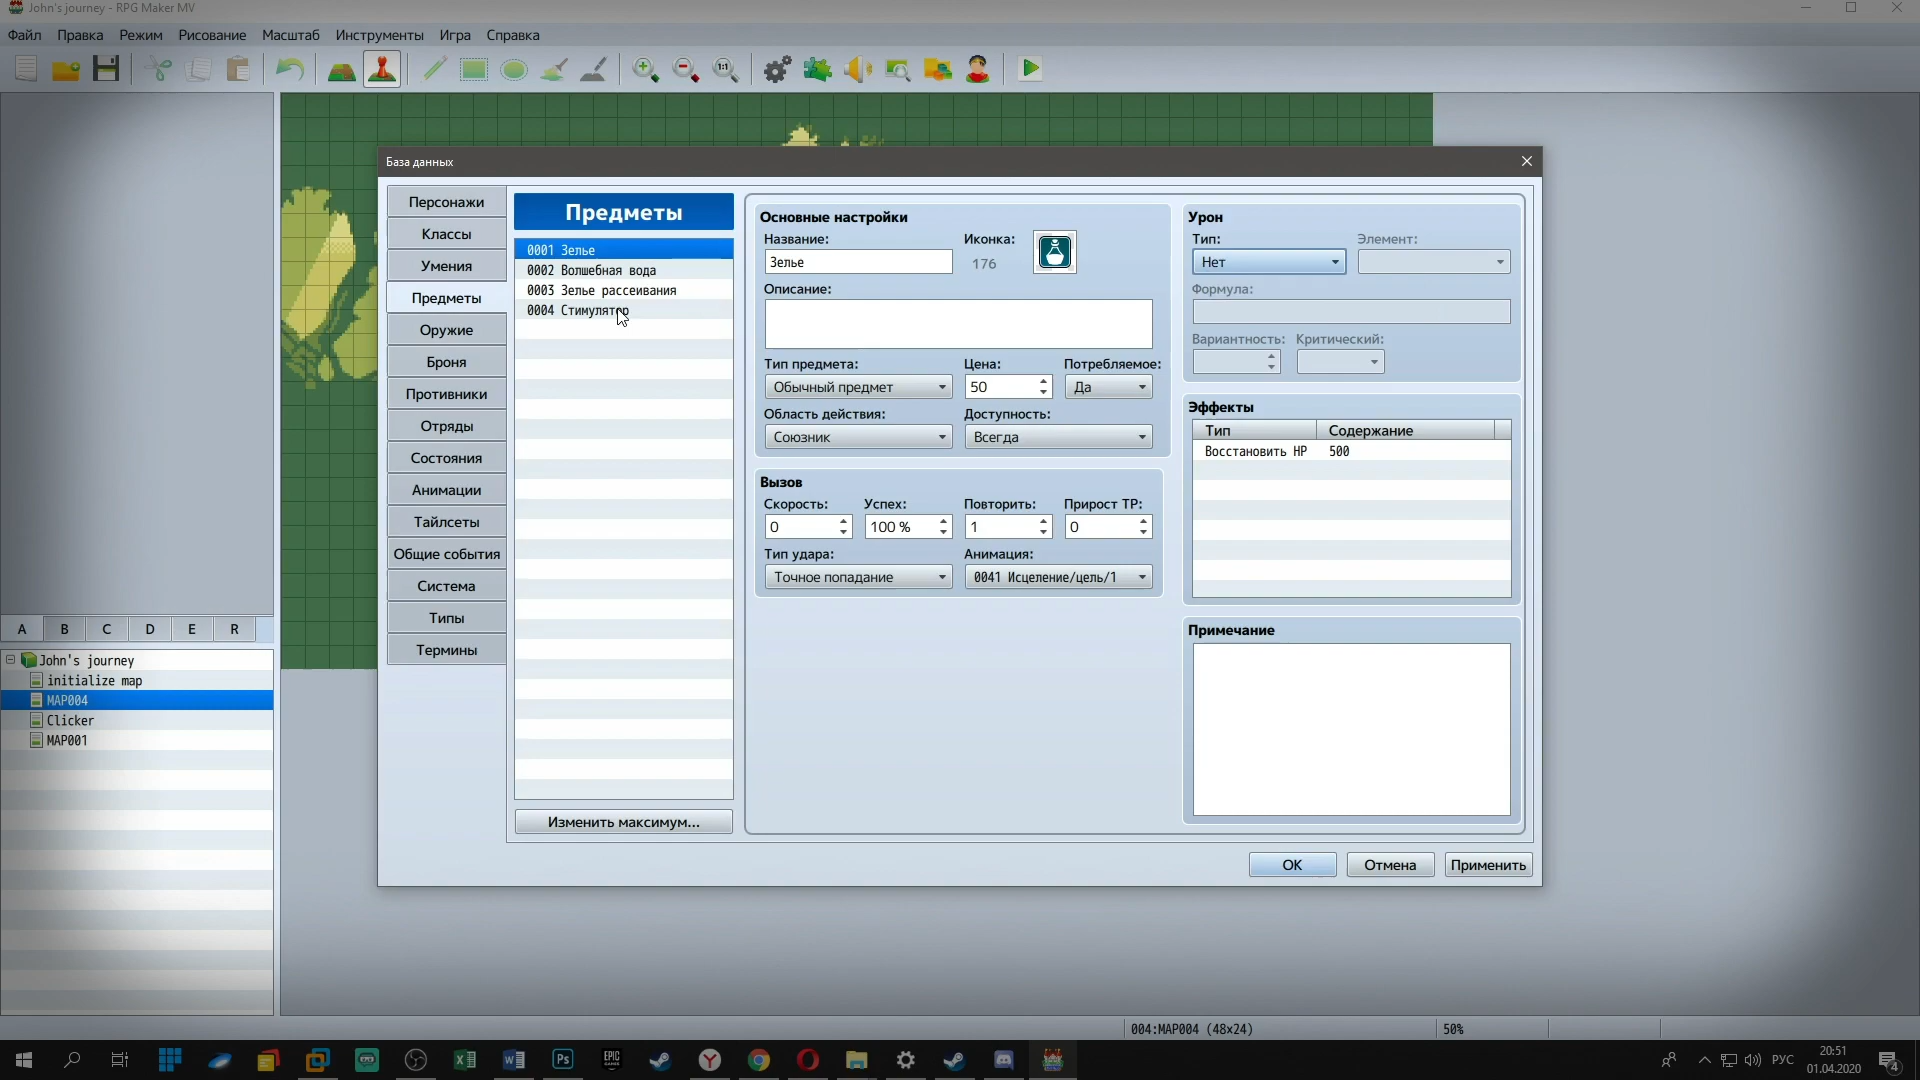 John's journey - RPG Maker MV
Файл Правка Режим Рисование Масштаб Инструменты Игра Справка
1:1
База данных
Персонажи
Классы
Умения
Предметы
Оружие
Броня
Противники
Отряды
Состояния
Анимации
Тайлсеты
Общие события
Система
Типы
Термины
Предметы
0001 Зелье
0002 Волшебная вода
0003 Зелье рассеивания
0004 Стимулятор
Изменить максимум...
Основные настройки
Название: Иконка:
Зелье 176
Описание:
Тип предмета: Цена: Потребляемое:
Обычный предмет 50 Да
Область действия: Доступность:
Союзник Всегда
Вызов
Скорость: Успех: Повторить: Прирост TP:
0 100 % 1 0
Тип удара: Анимация:
Точное попадание 0041 Исцеление/цель/1
Урон
Тип: Элемент:
Нет
Формула:
Вариантность: Критический:
Эффекты
Тип Содержание
Восстановить HP 500
Примечание
OK Отмена Применить
A B C D E R
John's journey
initialize map
MAP004
Clicker
MAP001
004:MAP004 (48x24) 50%
Ps
EPIC
GAMES
РУС
20:51
01.04.2020
4